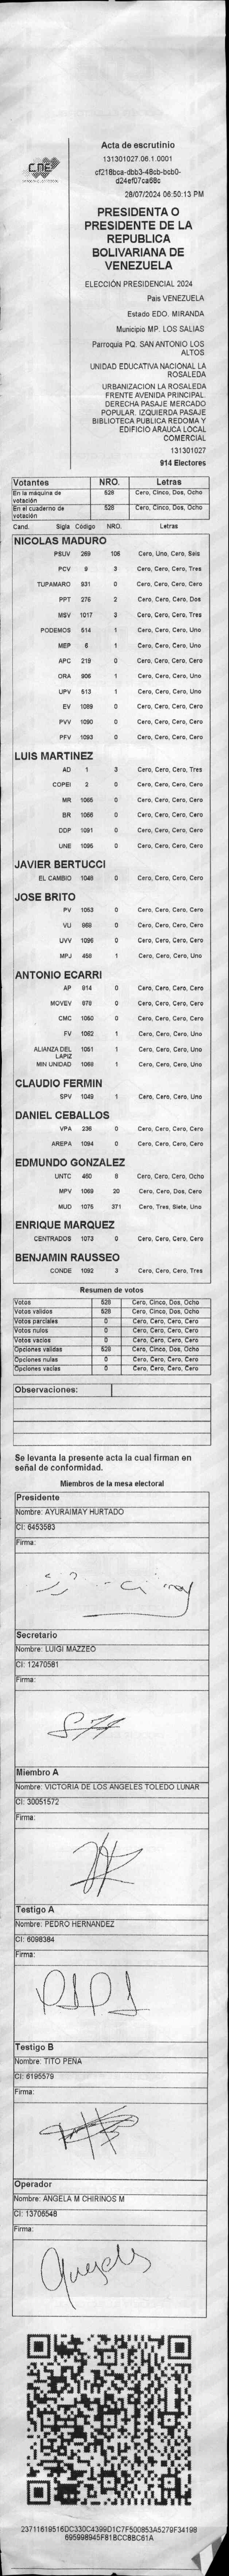 CNE
Acta de escrutinio
131301027.06.1.0001
cf218bca-dbb3-48cb-bcb0-
d24ef07ca68c
28/07/2024 06:50:13 PM
PRESIDENTA O
PRESIDENTE DE LA
REPUBLICA
BOLIVARIANA DE
VENEZUELA
ELECCIÓN PRESIDENCIAL 2024
Pais VENEZUELA
Estado EDO. MIRANDA
Municipio MP. LOS SALIAS
Parroquia PQ. SAN ANTONIO LOS
ALTOS
UNIDAD EDUCATIVA NACIONAL LA
ROSALEDA
URBANIZACION LA ROSALEDA
FRENTE AVENIDA PRINCIPAL.
DERECHA PASAJE MERCADO
POPULAR. IZQUIERDA PASAJE
BIBLIOTECA PUBLICA REDOMA Y
EDIFICIO ARAUCA LOCAL
COMERCIAL
131301027
914 Electores
Votantes NRO. Letras
En la máquina de votación 528 Cero, Cinco, Dos, Ocho
En el cuaderno de votación 528 Cero, Cinco, Dos, Ocho
Cand. Sigla Código NRO. Letras
NICOLAS MADURO
PSUV 269 106 Cero, Uno, Cero, Seis
PCV 9 3 Cero, Cero, Cero, Tres
TUPAMARO 931 0 Cero, Cero, Cero, Cero
PPT 276 2 Cero, Cero, Cero, Dos
MSV 1017 3 Cero, Cero, Cero, Tres
PODEMOS 514 1 Cero, Cero, Cero, Uno
MEP 6 1 Cero, Cero, Cero, Uno
APC 219 0 Cero, Cero, Cero, Cero
ORA 906 1 Cero, Cero, Cero, Uno
UPV 513 1 Cero, Cero, Cero, Uno
EV 1089 0 Cero, Cero, Cero, Cero
PVV 1090 0 Cero, Cero, Cero, Cero
PFV 1093 0 Cero, Cero, Cero, Cero
LUIS MARTINEZ
AD 1 3 Cero, Cero, Cero, Tres
COPEI 2 0 Cero, Cero, Cero, Cero
MR 1065 0 Cero, Cero, Cero, Cero
BR 1066 0 Cero, Cero, Cero, Cero
DDP 1091 0 Cero, Cero, Cero, Cero
UNE 1095 0 Cero, Cero, Cero, Cero
JAVIER BERTUCCI
EL CAMBIO 1048 0 Cero, Cero, Cero, Cero
JOSE BRITO
PV 1053 0 Cero, Cero, Cero, Cero
VU 969 0 Cero, Cero, Cero, Cero
UVV 1096 0 Cero, Cero, Cero, Cero
MPJ 458 1 Cero, Cero, Cero, Uno
ANTONIO ECARRI
AP 914 0 Cero, Cero, Cero, Cero
MOVEV 970 0 Cero, Cero, Cero, Cero
CMC 1050 0 Cero, Cero, Cero, Cero
FV 1062 1 Cero, Cero, Cero, Uno
ALIANZA DEL LAPIZ 1051 1 Cero, Cero, Cero, Uno
MIN UNIDAD 1068 1 Cero, Cero, Cero, Uno
CLAUDIO FERMIN
SPV 1049 1 Cero, Cero, Cero, Uno
DANIEL CEBALLOS
VPA 236 0 Cero, Cero, Cero, Cero
AREPA 1094 0 Cero, Cero, Cero, Cero
EDMUNDO GONZALEZ
UNTC 460 8 Cero, Cero, Cero, Ocho
MPV 1069 20 Cero, Cero, Dos, Cero
MUD 1075 371 Cero, Tres, Siete, Uno
ENRIQUE MARQUEZ
CENTRADOS 1073 0 Cero, Cero, Cero, Cero
BENJAMIN RAUSSEO
CONDE 1092 3 Cero, Cero, Cero, Tres
Resumen de votos
Votos 528 Cero, Cinco, Dos, Ocho
Votos validos 528 Cero, Cinco, Dos, Ocho
Votos parciales 0 Cero, Cero, Cero, Cero
Votos nulos 0 Cero, Cero, Cero, Cero
Votos vacios 0 Cero, Cero, Cero, Cero
Opciones validas 528 Cero, Cinco, Dos, Ocho
Opciones nulas 0 Cero, Cero, Cero, Cero
Opciones vacias 0 Cero, Cero, Cero, Cero
Observaciones:
Se levanta la presente acta la cual firman en
señal de conformidad.
Miembros de la mesa electoral
Presidente
Nombre: AYURAIMAY HURTADO
CI: 6453583
Firma:
Secretario
Nombre: LUIGI MAZZEO
CI: 12470581
Firma:
Miembro A
Nombre: VICTORIA DE LOS ANGELES TOLEDO LUNAR
CI: 30051572
Firma:
Testigo A
Nombre: PEDRO HERNANDEZ
CI: 6098384
Firma:
Testigo B
Nombre: TITO PEÑA
CI: 6195579
Firma:
Operador
Nombre: ANGELA M CHIRINOS M
CI: 13706548
Firma:
23711619516DC330C4399D1C7F500853A5279F34198
695998945F81BCC8BC61A